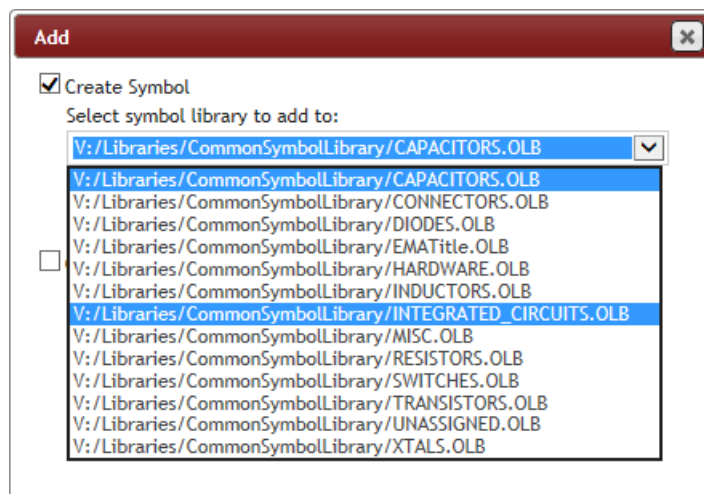 Add
Create Symbol
Select symbol library to add to:
V:/Libraries/CommonSymbolLibrary/CAPACITORS.OLB
V:/Libraries/CommonSymbolLibrary/CAPACITORS.OLB
V:/Libraries/CommonSymbolLibrary/CONNECTORS.OLB
V:/Libraries/CommonSymbolLibrary/DIODES.OLB
V:/Libraries/CommonSymbolLibrary/EMATitle.OLB
V:/Libraries/CommonSymbolLibrary/HARDWARE.OLB
V:/Libraries/CommonSymbolLibrary/INDUCTORS.OLB
V:/Libraries/CommonSymbolLibrary/INTEGRATED_CIRCUITS.OLB
V:/Libraries/CommonSymbolLibrary/MISC.OLB
V:/Libraries/CommonSymbolLibrary/RESISTORS.OLB
V:/Libraries/CommonSymbolLibrary/SWITCHES.OLB
V:/Libraries/CommonSymbolLibrary/TRANSISTORS.OLB
V:/Libraries/CommonSymbolLibrary/UNASSIGNED.OLB
V:/Libraries/CommonSymbolLibrary/XTALS.OLB